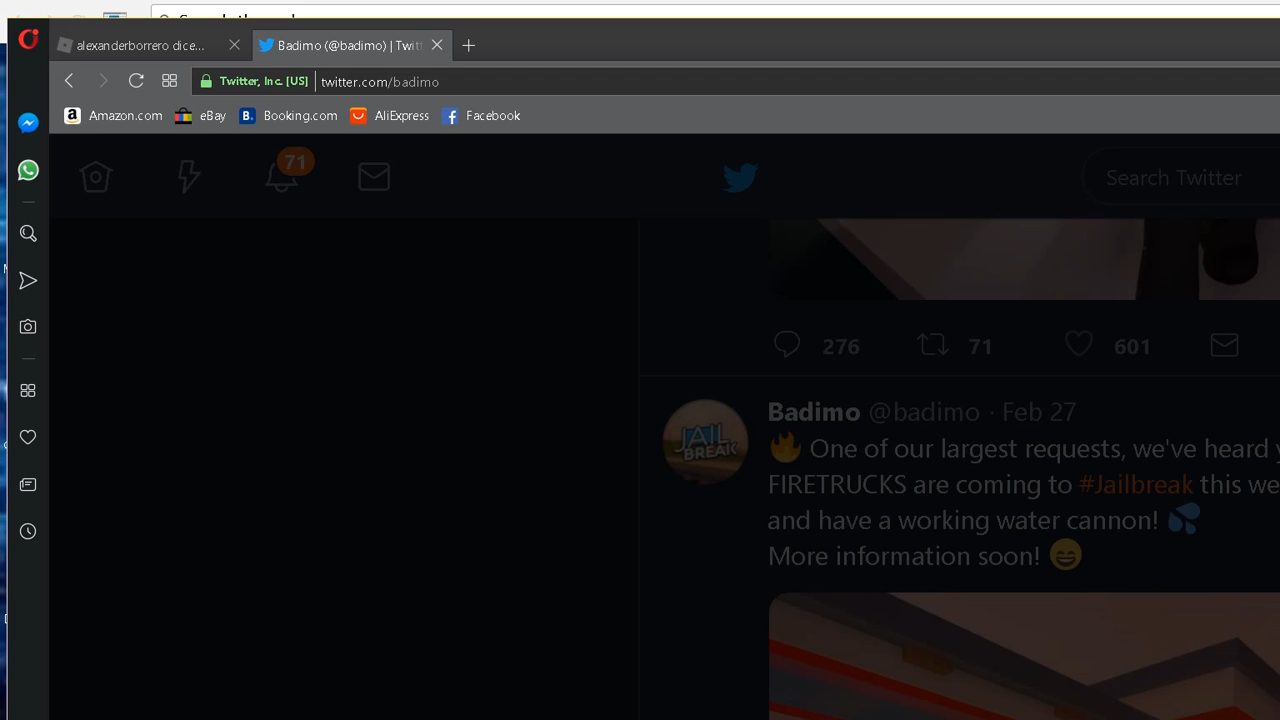 alexanderborrero dice...
Badimo (@badimo) | Twitt
Twitter, Inc. [US]
twitter.com/badimo
Amazon.com
eBay
B.
Booking.com
AliExpress
Facebook
71
Search Twitter
276
71
601
Badimo @badimo · Feb 27
🔥 One of our largest requests, we've heard
FIRETRUCKS are coming to #Jailbreak this we
and have a working water cannon! 💦
More information soon! 😄
JAIL
BREAK